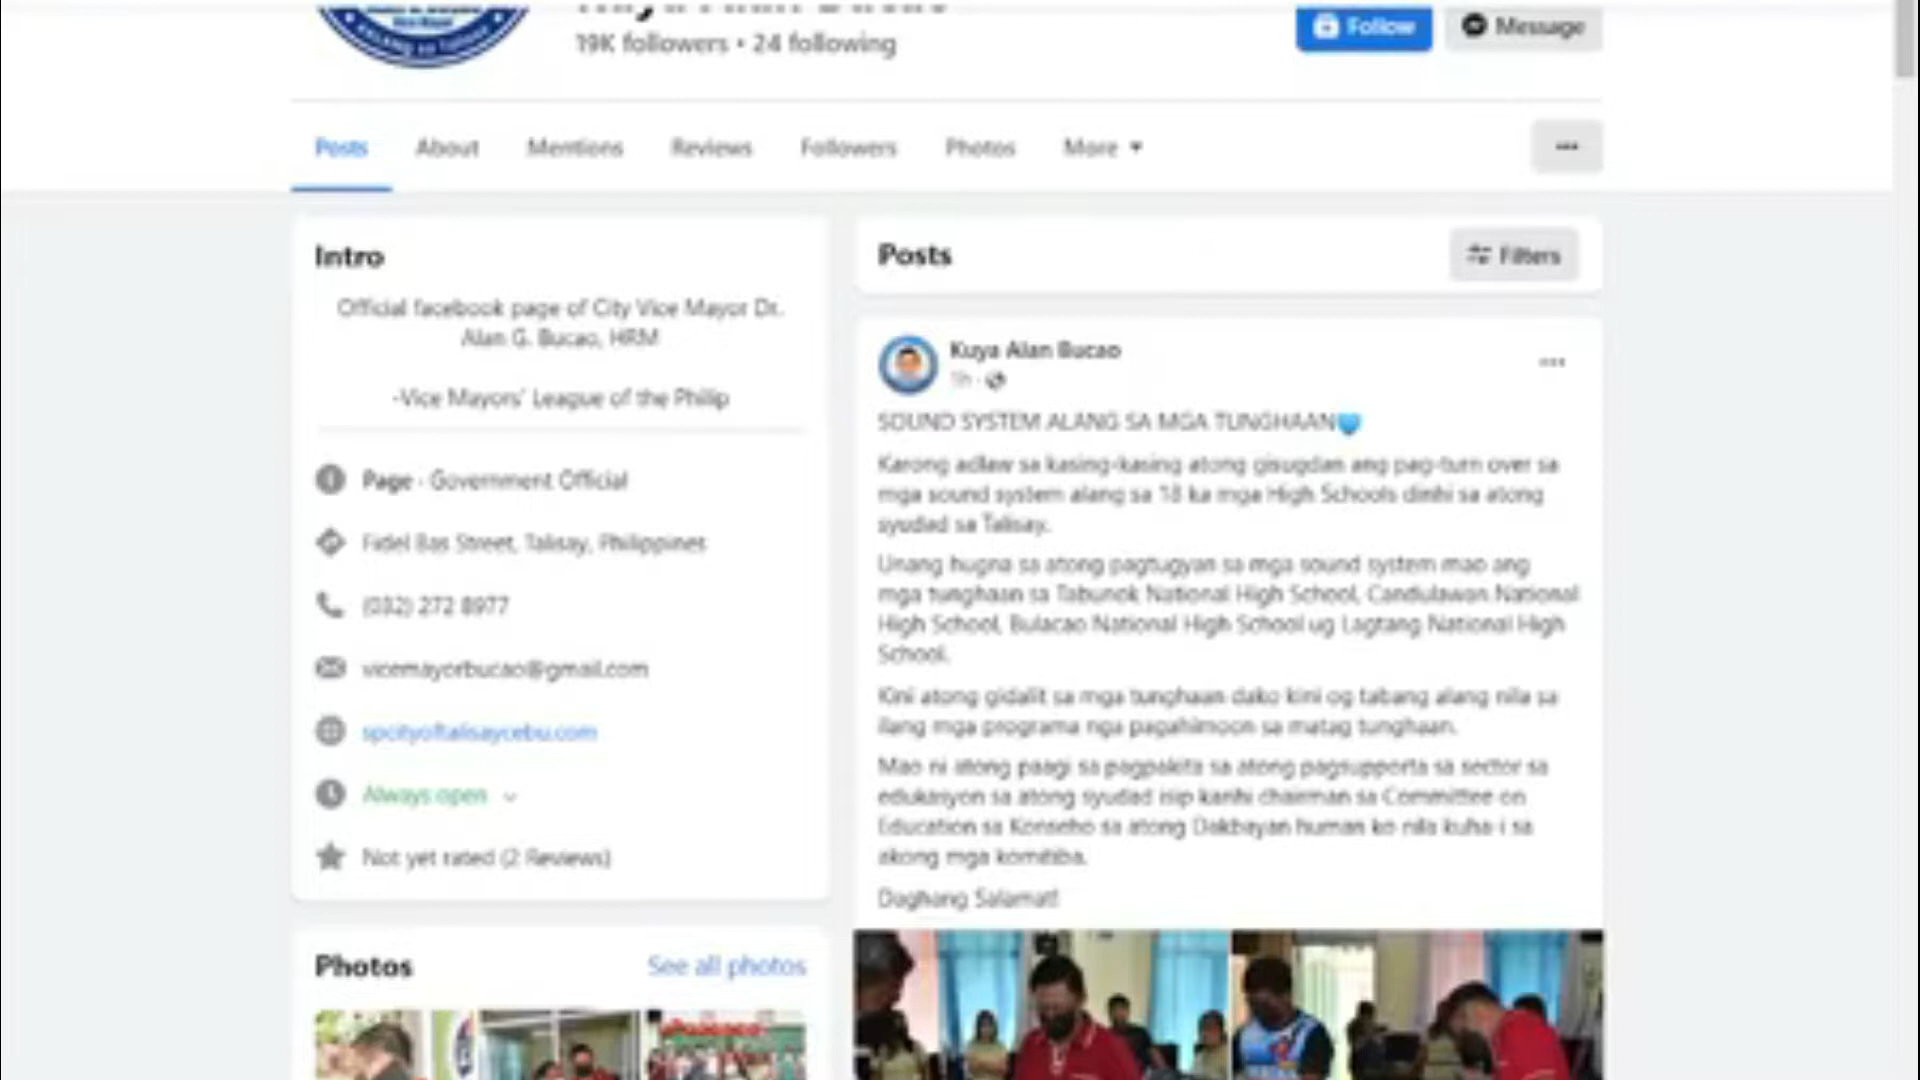 19K followers • 24 following
Follow
Message
Posts
About
Mentions
Reviews
Followers
Photos
More
Intro
Official facebook page of City Vice Mayor Dr.
Alan G. Bucao, HRM
-Vice Mayors' League of the Philip
Page · Government Official
Fidel Bas Street, Talisay, Philippines
(032) 272 8977
vicemayorbucao@gmail.com
spcityoftalisaycebu.com
Always open
Not yet rated (2 Reviews)
Photos
See all photos
Posts
Filters
Kuya Alan Bucao
1h
SOUND SYSTEM ALANG SA MGA TUNGHAAN
Karong adlaw sa kasing-kasing atong gisugdan ang pag-turn over sa
mga sound system alang sa 18 ka mga High Schools dinhi sa atong
syudad sa Talisay.
Unang hugna sa atong pagtugyan sa mga sound system mao ang
mga tunghaan sa Tabunok National High School, Candulawan National
High School, Bulacao National High School ug Lagtang National High
School.
Kini atong gidalit sa mga tunghaan dako kini og tabang alang nila sa
ilang mga programa nga pagahimoon sa matag tunghaan.
Mao ni atong paagi sa pagpakita sa atong pagsupporta sa sector sa
edukasyon sa atong syudad isip kanhi chairman sa Committee on
Education sa Konseho sa atong Dakbayan human ko nila kuha-i sa
akong mga komitiba.
Daghang Salamat!